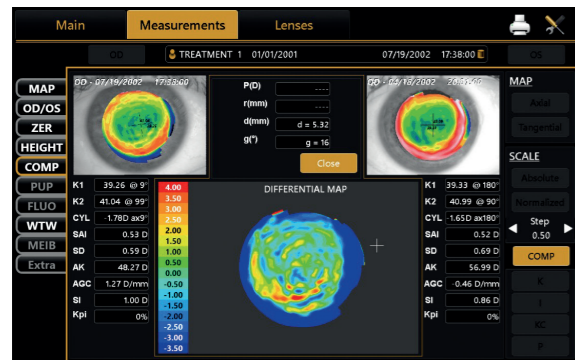 Main Measurements Lenses
OD TREATMENT 1 01/01/2001 07/19/2002 17:38:00 OS
MAP
OD/OS
ZER
HEIGHT
COMP
PUP
FLUO
WTW
MEIB
Extra
OD - 07/19/2002 17:38:00
P(D) ----
r(mm) ----
d(mm) d = 5.32
g(°) g = 16
Close
K1 39.26 @ 9°
K2 41.04 @ 99°
CYL -1.78D ax9°
SAI 0.53 D
SD 0.59 D
AK 48.27 D
AGC 1.27 D/mm
SI 1.00 D
Kpi 0%
4.00
3.50
3.00
2.50
2.00
1.50
1.00
0.50
0.00
-0.50
-1.00
-1.50
-2.00
-2.50
-3.00
-3.50
DIFFERENTIAL MAP
K1 39.33 @ 180°
K2 40.99 @ 90°
CYL -1.65D ax180°
SAI 0.52 D
SD 0.69 D
AK 56.99 D
AGC -0.46 D/mm
SI 0.86 D
Kpi 0%
MAP
Axial
Tangential
SCALE
Absolute
Normalized
Step
0.50
COMP
K
I
KC
P